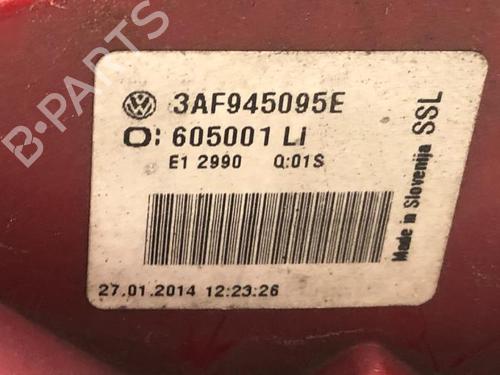 B-PARTS
3AF945095E
O: 605001 Li
E1 2990 Q:01S
27.01.2014 12:23:26
Made in Slovenija SSL